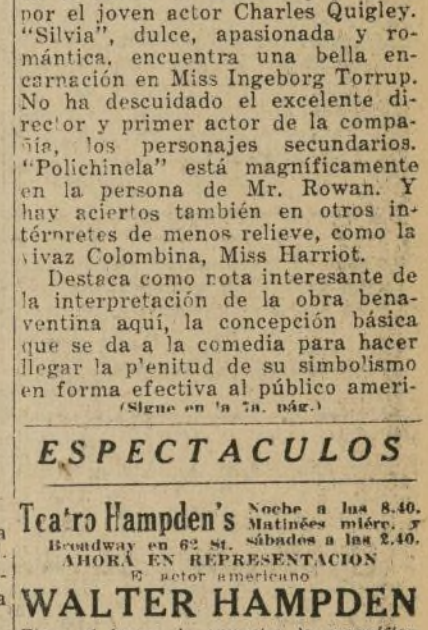 por el joven actor Charles Quigley.
"Silvia", dulce, apasionada y ro-
mántica, encuentra una bella en-
carnación en Miss Ingeborg Torrup.
No ha descuidado el excelente di-
rector y primer actor de la compa-
ñía, los personajes secundarios.
"Polichinela" está magníficamente
en la persona de Mr. Rowan. Y
hay aciertos también en otros in-
térpretes de menos relieve, como la
vivaz Colombina, Miss Harriot.
Destaca como nota interesante de
la interpretación de la obra bena-
ventina aquí, la concepción básica
que se da a la comedia para hacer
llegar la plenitud de su simbolismo
en forma efectiva al público ameri-
(Sigue en la 7a. pág.)
ESPECTACULOS
Teatro Hampden's
Broadway en 62 St.
Noche a las 8.40.
Matinées miérc. y
sábados a las 2.40.
AHORA EN REPRESENTACION
El actor americano
WALTER HAMPDEN